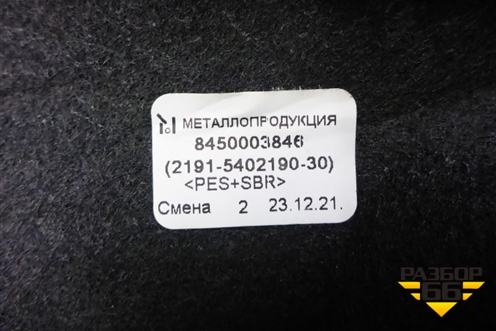 МЕТАЛЛОПРОДУКЦИЯ
8450003846
(2191-5402190-30)
<PES+SBR>
Смена 2 23.12.21.
РАЗБОР
66